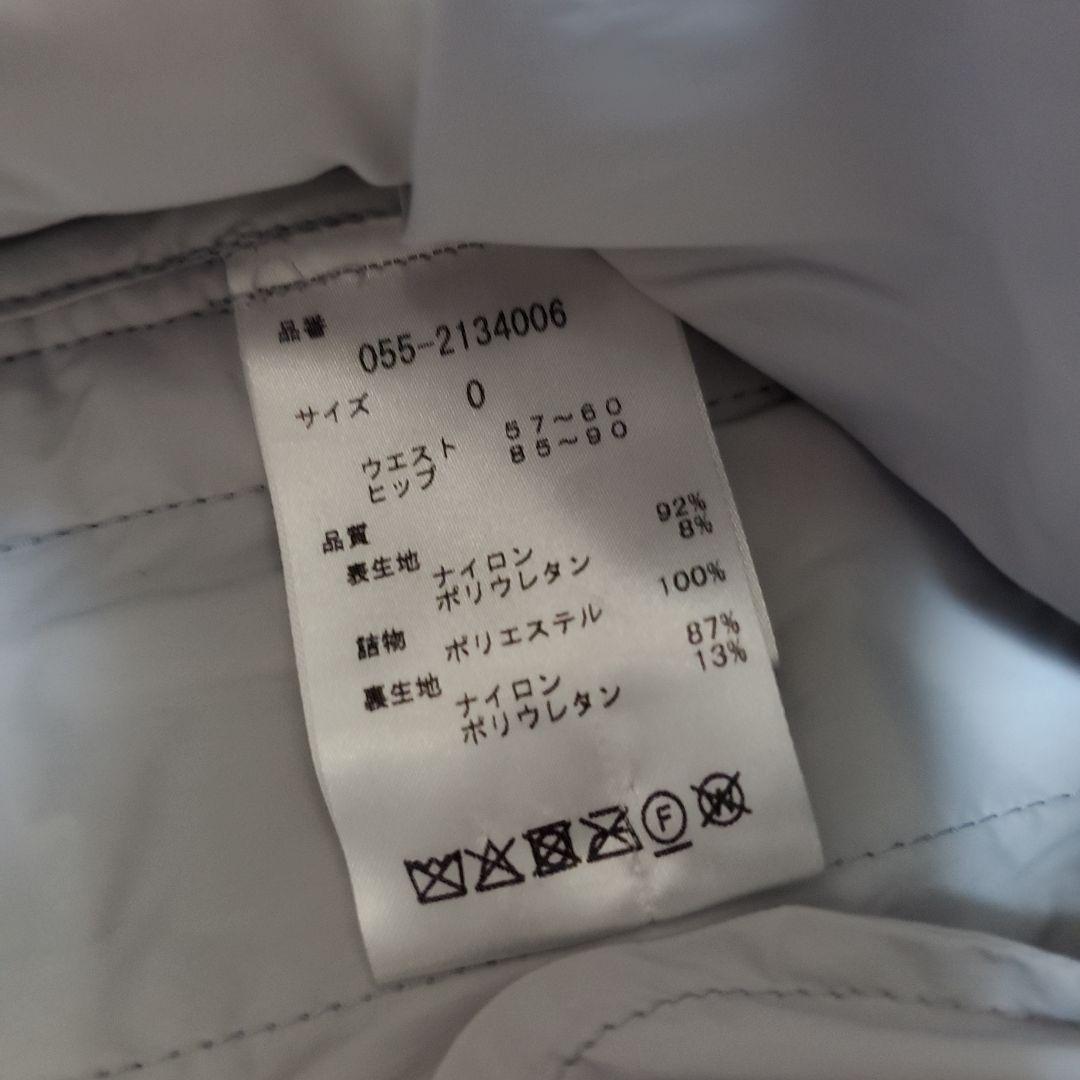 品番 055-2134006
サイズ 0
ウエスト 57～60
ヒップ 85～90
品質
表生地 ナイロン 92%
ポリウレタン 8%
詰物 ポリエステル 100%
裏生地 ナイロン 87%
ポリウレタン 13%
F W